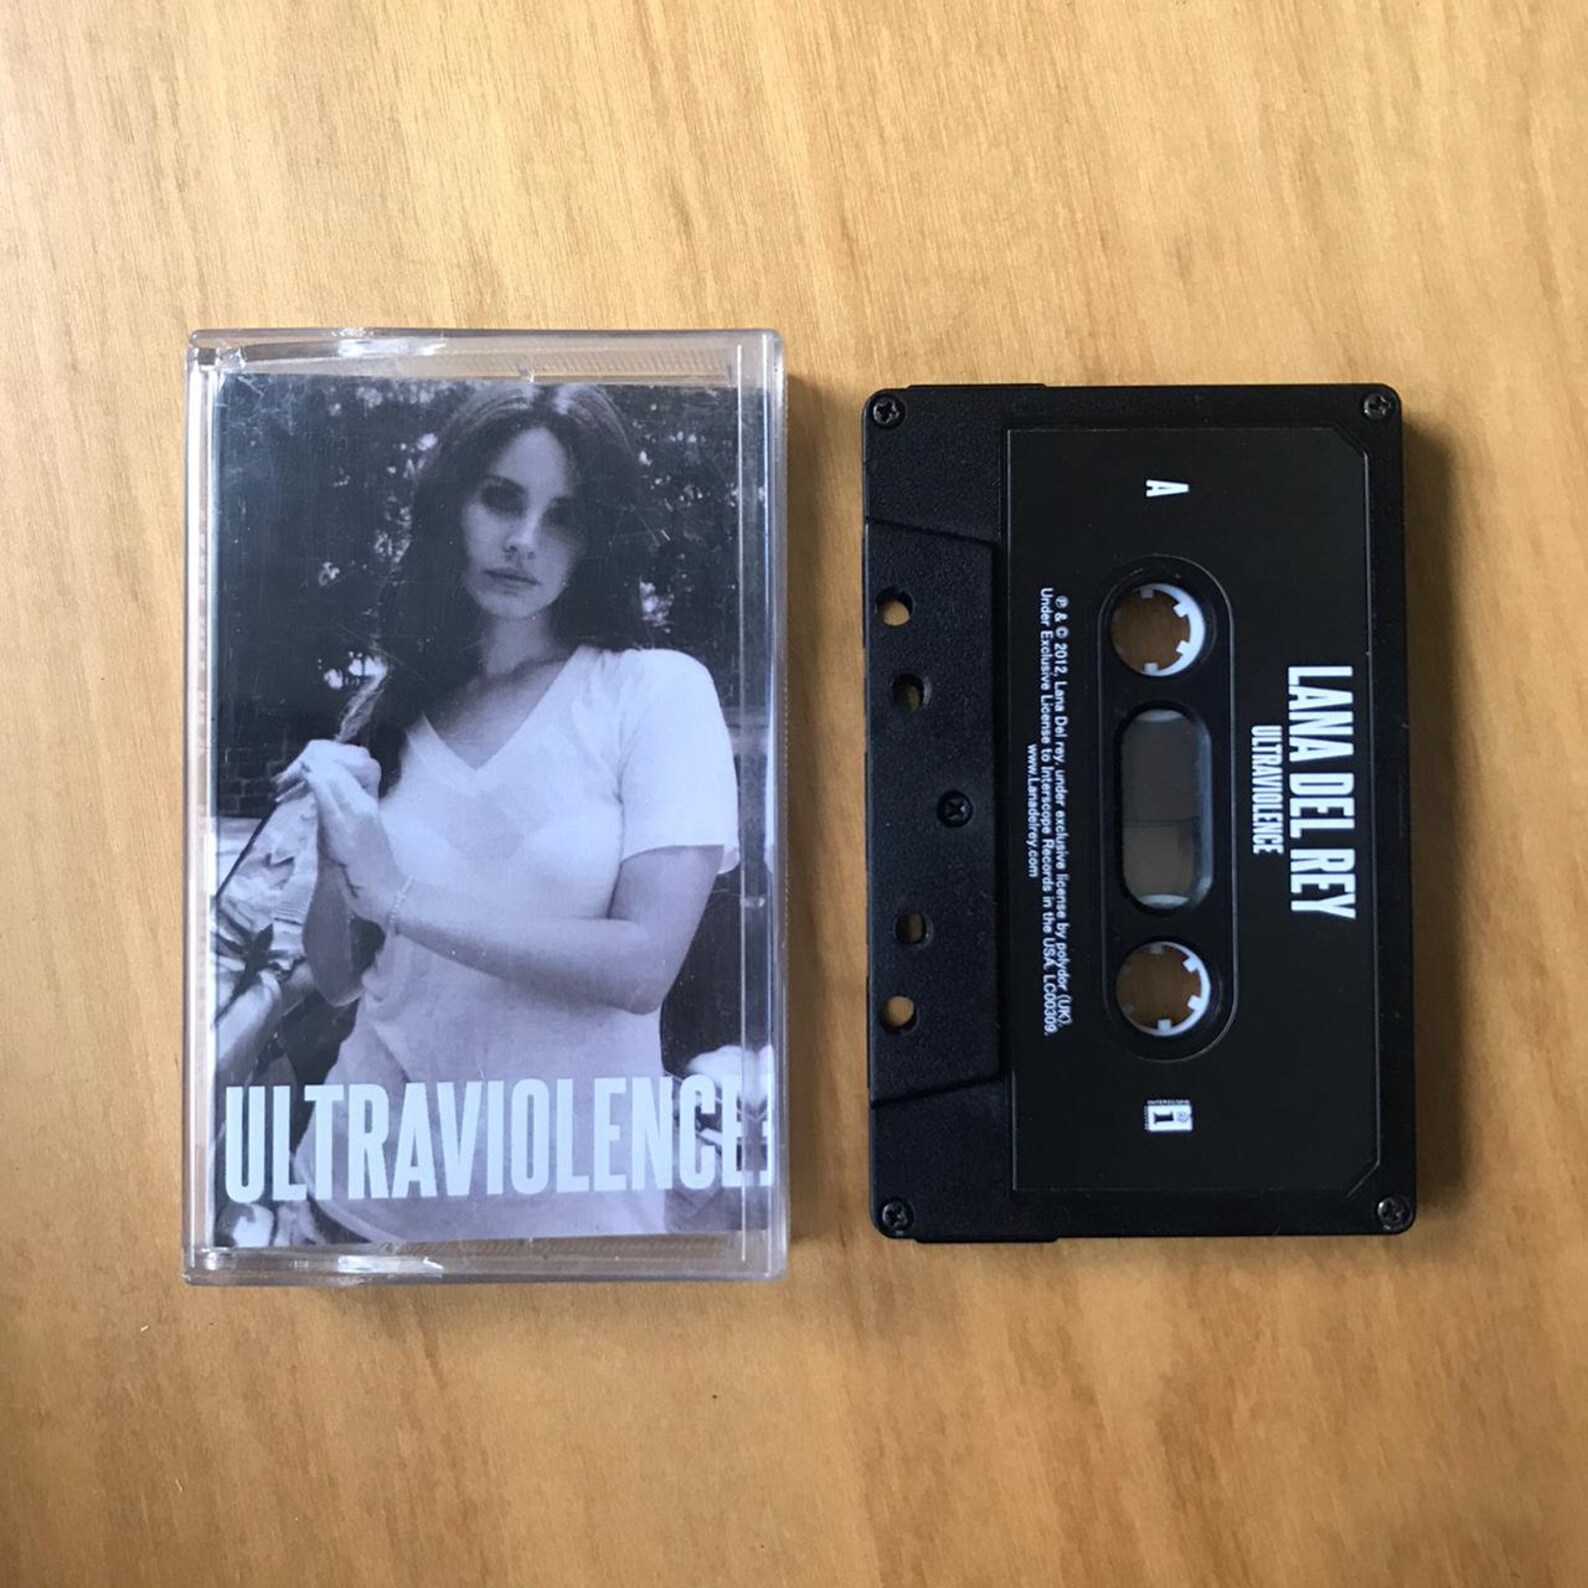 ULTRAVIOLENCE.
A
LANA DEL REY
ULTRAVIOLENCE
℗ & © 2012, Lana Del rey, under exclusive license by polydor (UK).
Under Exclusive License to Interscope Records in the USA. LC00309.
www.Lanadelrey.com
INTERSCOPE